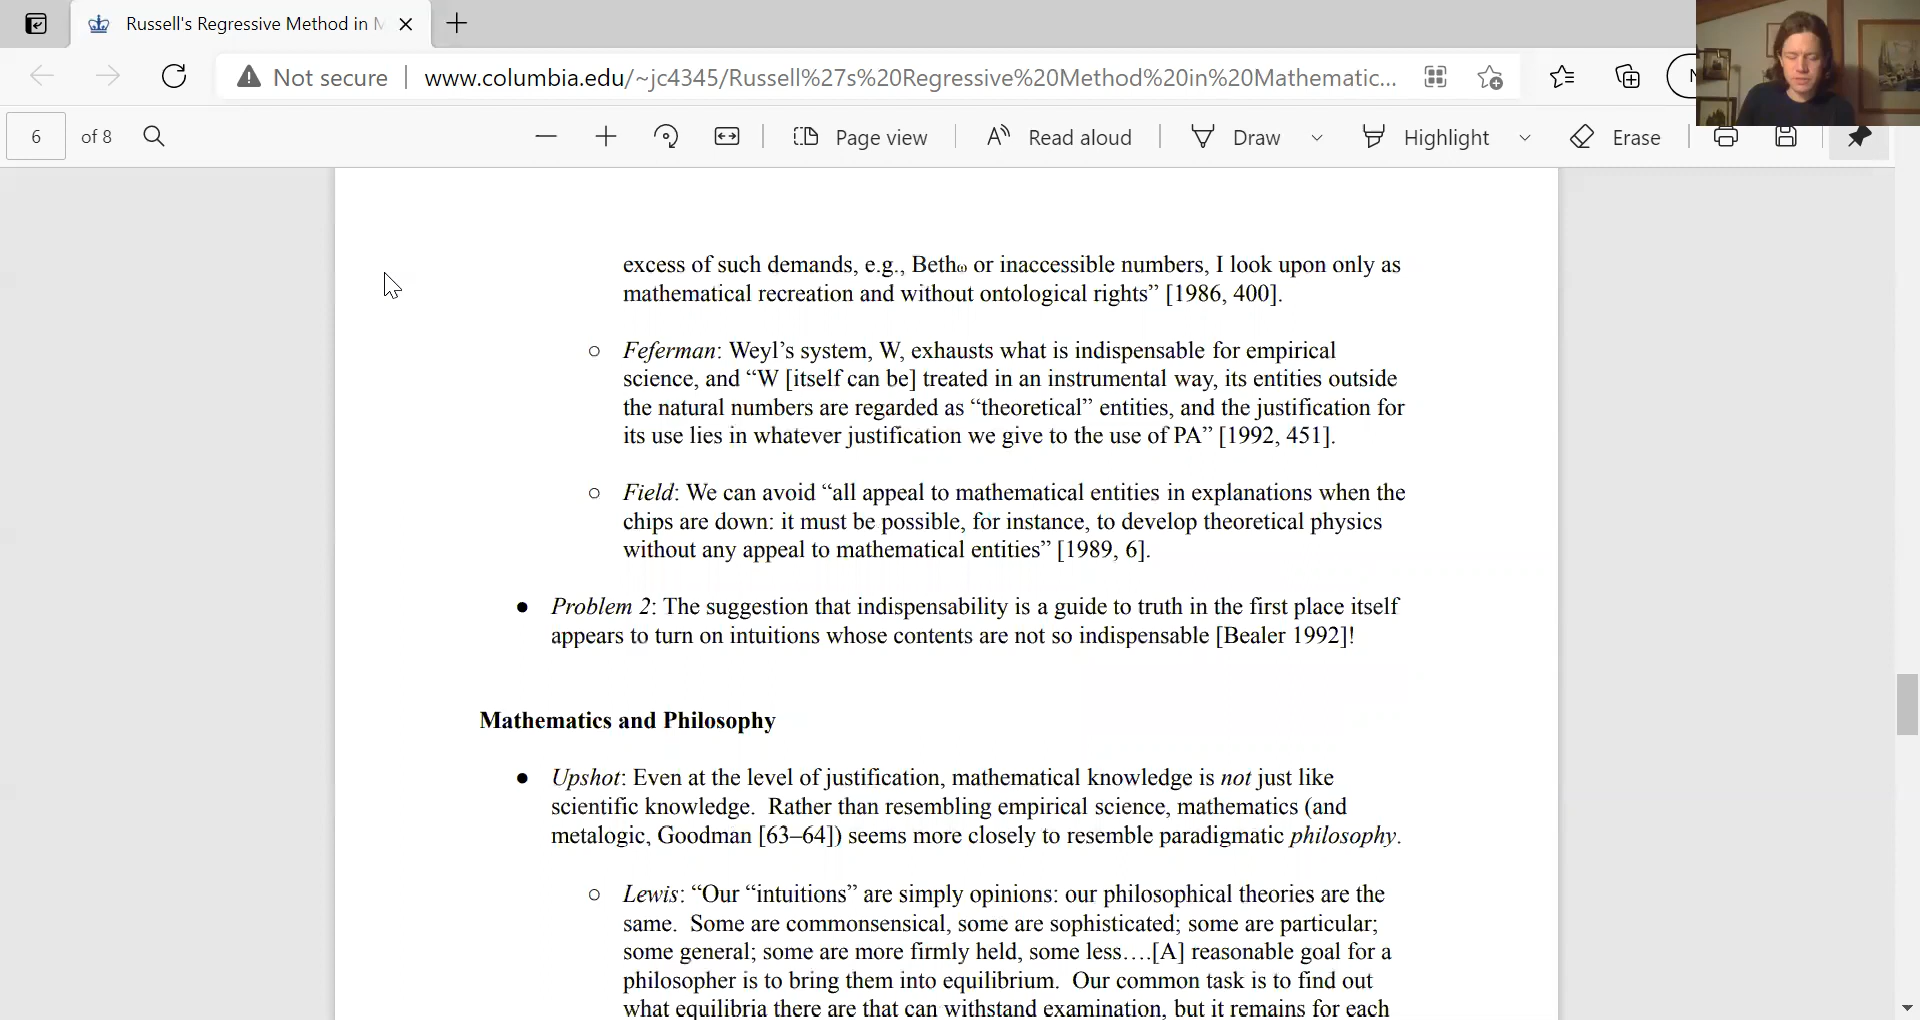 Russell's Regressive Method in M
Not secure
www.columbia.edu/~jc4345/Russell%27s%20Regressive%20Method%20in%20Mathematic...
6 of 8
Page view
Read aloud
Draw
Highlight
Erase
excess of such demands, e.g., Bethω or inaccessible numbers, I look upon only as
mathematical recreation and without ontological rights” [1986, 400].
○ Feferman: Weyl’s system, W, exhausts what is indispensable for empirical
science, and “W [itself can be] treated in an instrumental way, its entities outside
the natural numbers are regarded as “theoretical” entities, and the justification for
its use lies in whatever justification we give to the use of PA” [1992, 451].
○ Field: We can avoid “all appeal to mathematical entities in explanations when the
chips are down: it must be possible, for instance, to develop theoretical physics
without any appeal to mathematical entities” [1989, 6].
● Problem 2: The suggestion that indispensability is a guide to truth in the first place itself
appears to turn on intuitions whose contents are not so indispensable [Bealer 1992]!
Mathematics and Philosophy
● Upshot: Even at the level of justification, mathematical knowledge is not just like
scientific knowledge. Rather than resembling empirical science, mathematics (and
metalogic, Goodman [63–64]) seems more closely to resemble paradigmatic philosophy.
○ Lewis: “Our “intuitions” are simply opinions: our philosophical theories are the
same. Some are commonsensical, some are sophisticated; some are particular;
some general; some are more firmly held, some less….[A] reasonable goal for a
philosopher is to bring them into equilibrium. Our common task is to find out
what equilibria there are that can withstand examination, but it remains for each